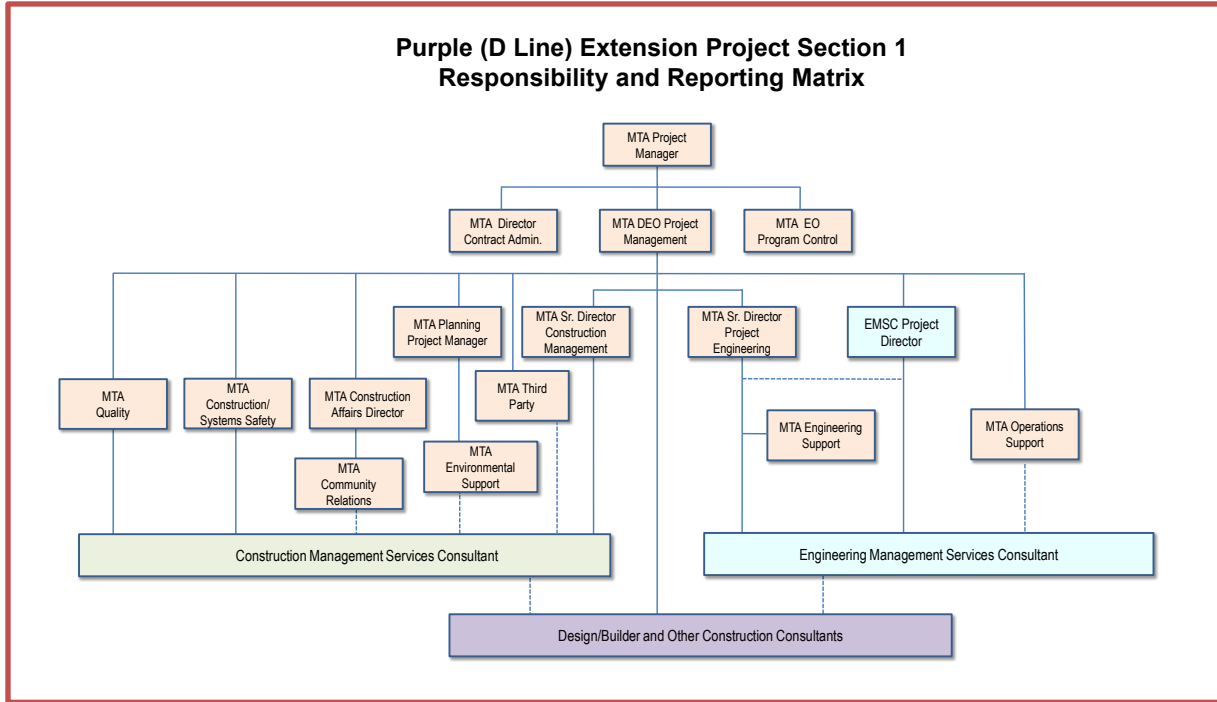 Purple (D Line) Extension Project Section 1
Responsibility and Reporting Matrix
MTA Project
Manager
MTA Director
Contract Admin.
MTA DEO Project
Management
MTA EO
Program Control
MTA Planning
Project Manager
MTA Sr. Director
Construction
Management
MTA Sr. Director
Project
Engineering
EMSC Project
Director
MTA
Quality
MTA
Construction/
Systems Safety
MTA Construction
Affairs Director
MTA Third
Party
MTA Engineering
Support
MTA Operations
Support
MTA
Community
Relations
MTA
Environmental
Support
Construction Management Services Consultant
Engineering Management Services Consultant
Design/Builder and Other Construction Consultants